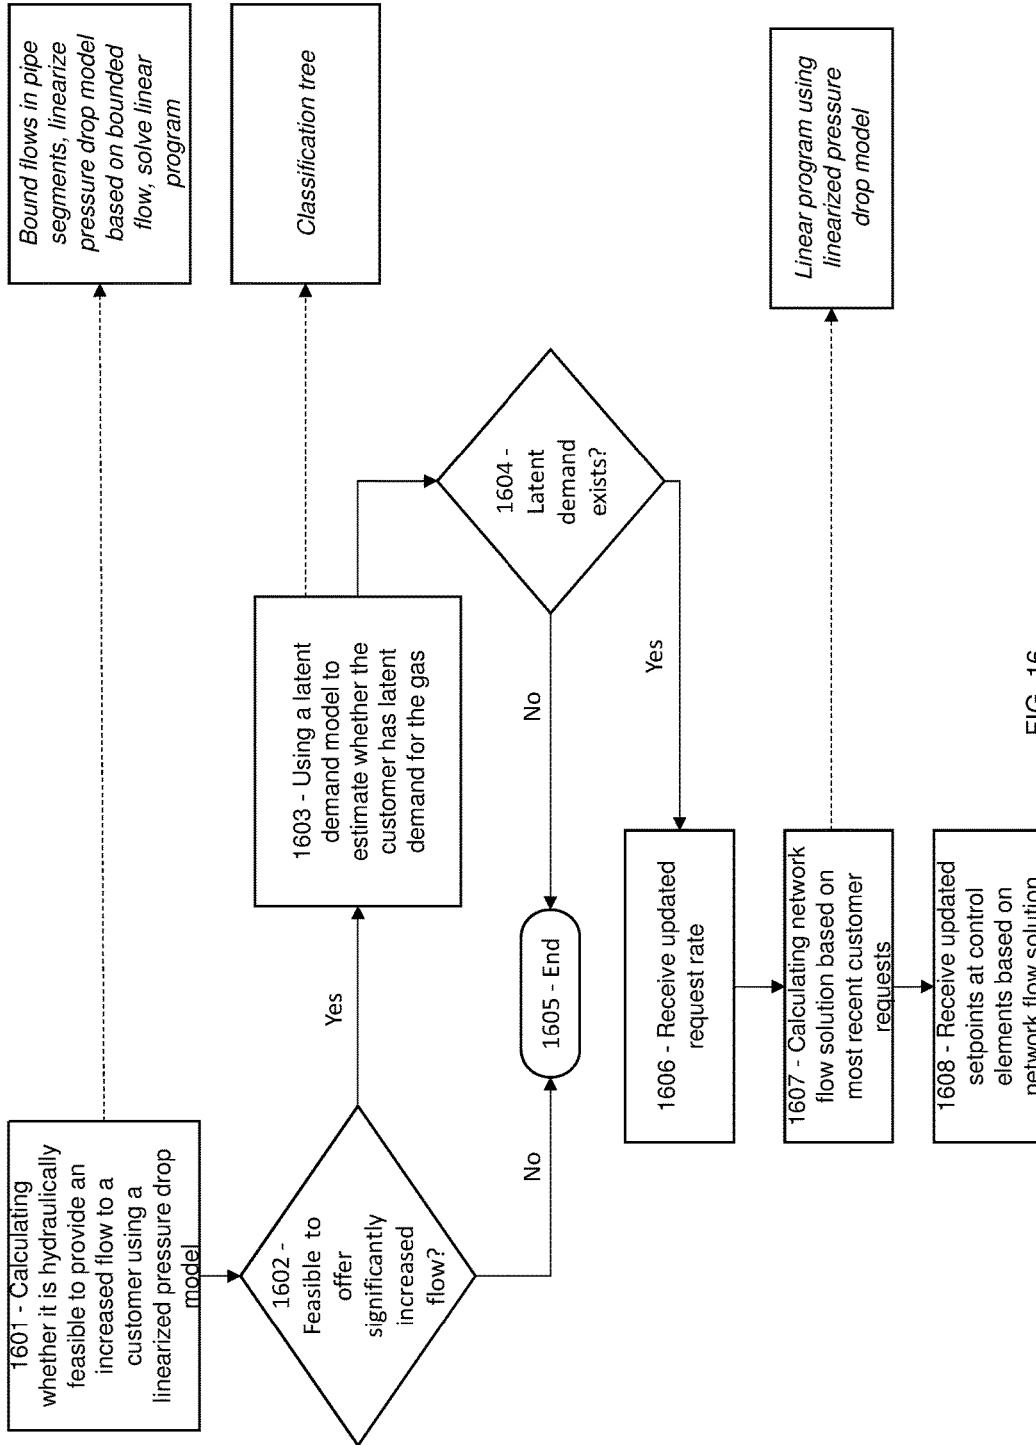 1601 - Calculating
whether it is hydraulically
feasible to provide an
increased flow to a
customer using a
linearized pressure drop
model
Bound flows in pipe
segments, linearize
pressure drop model
based on bounded
flow, solve linear
program
1602 -
Feasible to
offer
significantly
increased
flow?
Yes
No
1603 - Using a latent
demand model to
estimate whether the
customer has latent
demand for the gas
Classification tree
1604 -
Latent
demand
exists?
No
Yes
1605 - End
1606 - Receive updated
request rate
1607 - Calculating network
flow solution based on
most recent customer
requests
Linear program using
linearized pressure
drop model
1608 - Receive updated
setpoints at control
elements based on
network flow solution
FIG. 16